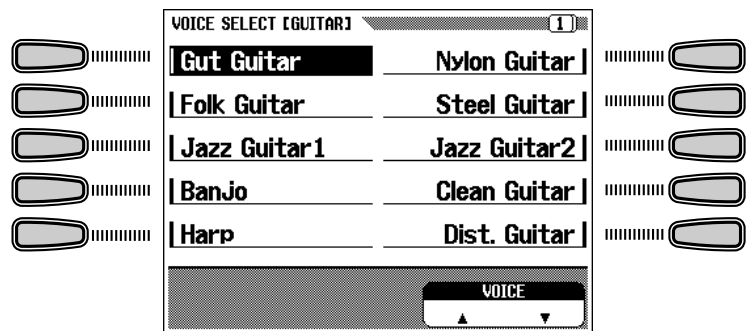 VOICE SELECT [GUITAR] 1
Gut Guitar Nylon Guitar
Folk Guitar Steel Guitar
Jazz Guitar1 Jazz Guitar2
Banjo Clean Guitar
Harp Dist. Guitar
VOICE
▲ ▼